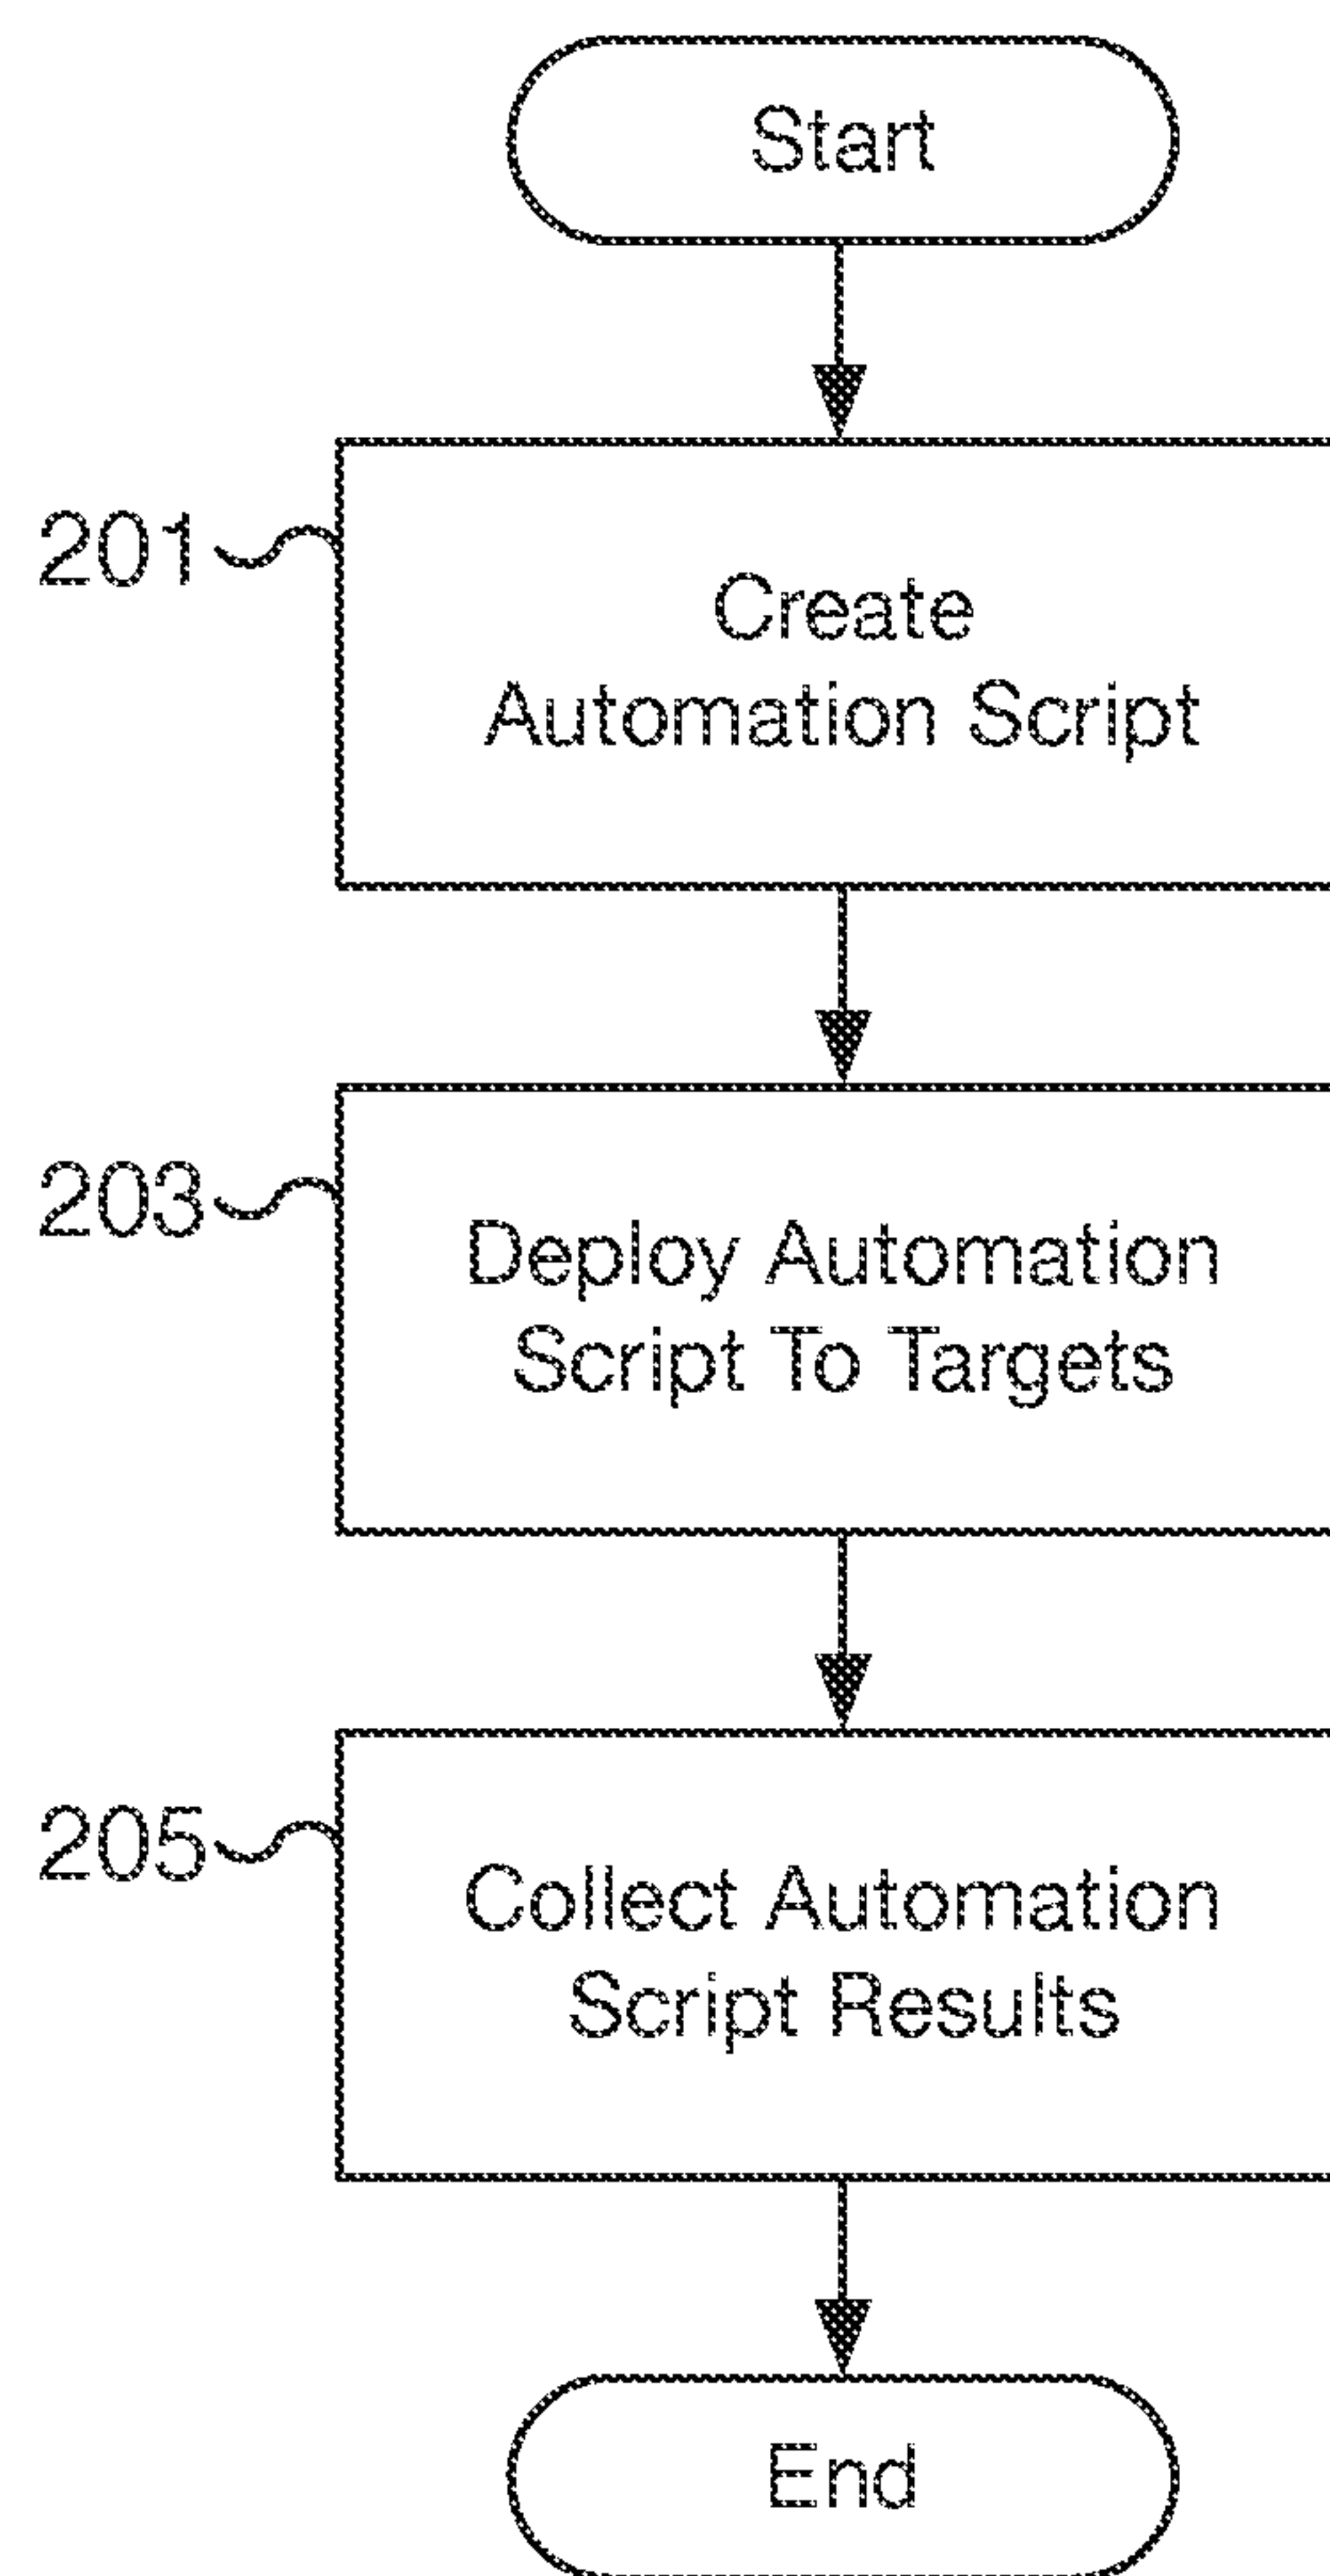 Start
201
Create
Automation Script
203
Deploy Automation
Script To Targets
205
Collect Automation
Script Results
End